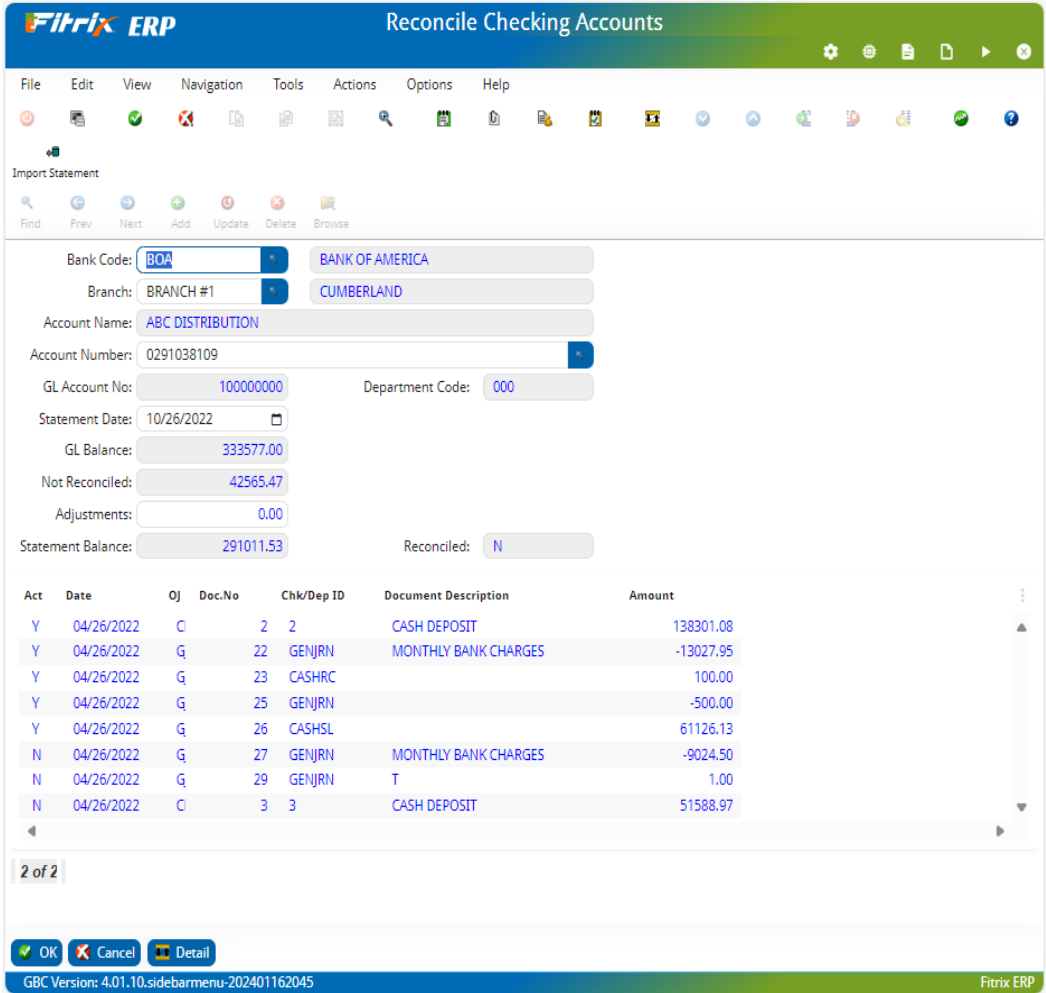 Fitrix ERP Reconcile Checking Accounts
File Edit View Navigation Tools Actions Options Help
Import Statement
Find Prev Next Add Update Delete Browse
Bank Code: BOA BANK OF AMERICA
Branch: BRANCH #1 CUMBERLAND
Account Name: ABC DISTRIBUTION
Account Number: 0291038109
GL Account No: 100000000 Department Code: 000
Statement Date: 10/26/2022
GL Balance: 333577.00
Not Reconciled: 42565.47
Adjustments: 0.00
Statement Balance: 291011.53 Reconciled: N
Act Date OJ Doc.No Chk/Dep ID Document Description Amount
Y 04/26/2022 C 2 2 CASH DEPOSIT 138301.08
Y 04/26/2022 G 22 GENJRN MONTHLY BANK CHARGES -13027.95
Y 04/26/2022 G 23 CASHRC 100.00
Y 04/26/2022 G 25 GENJRN -500.00
Y 04/26/2022 G 26 CASHSL 61126.13
N 04/26/2022 G 27 GENJRN MONTHLY BANK CHARGES -9024.50
N 04/26/2022 G 29 GENJRN T 1.00
N 04/26/2022 C 3 3 CASH DEPOSIT 51588.97
2 of 2
OK Cancel Detail
GBC Version: 4.01.10.sidebarmenu-202401162045 Fitrix ERP